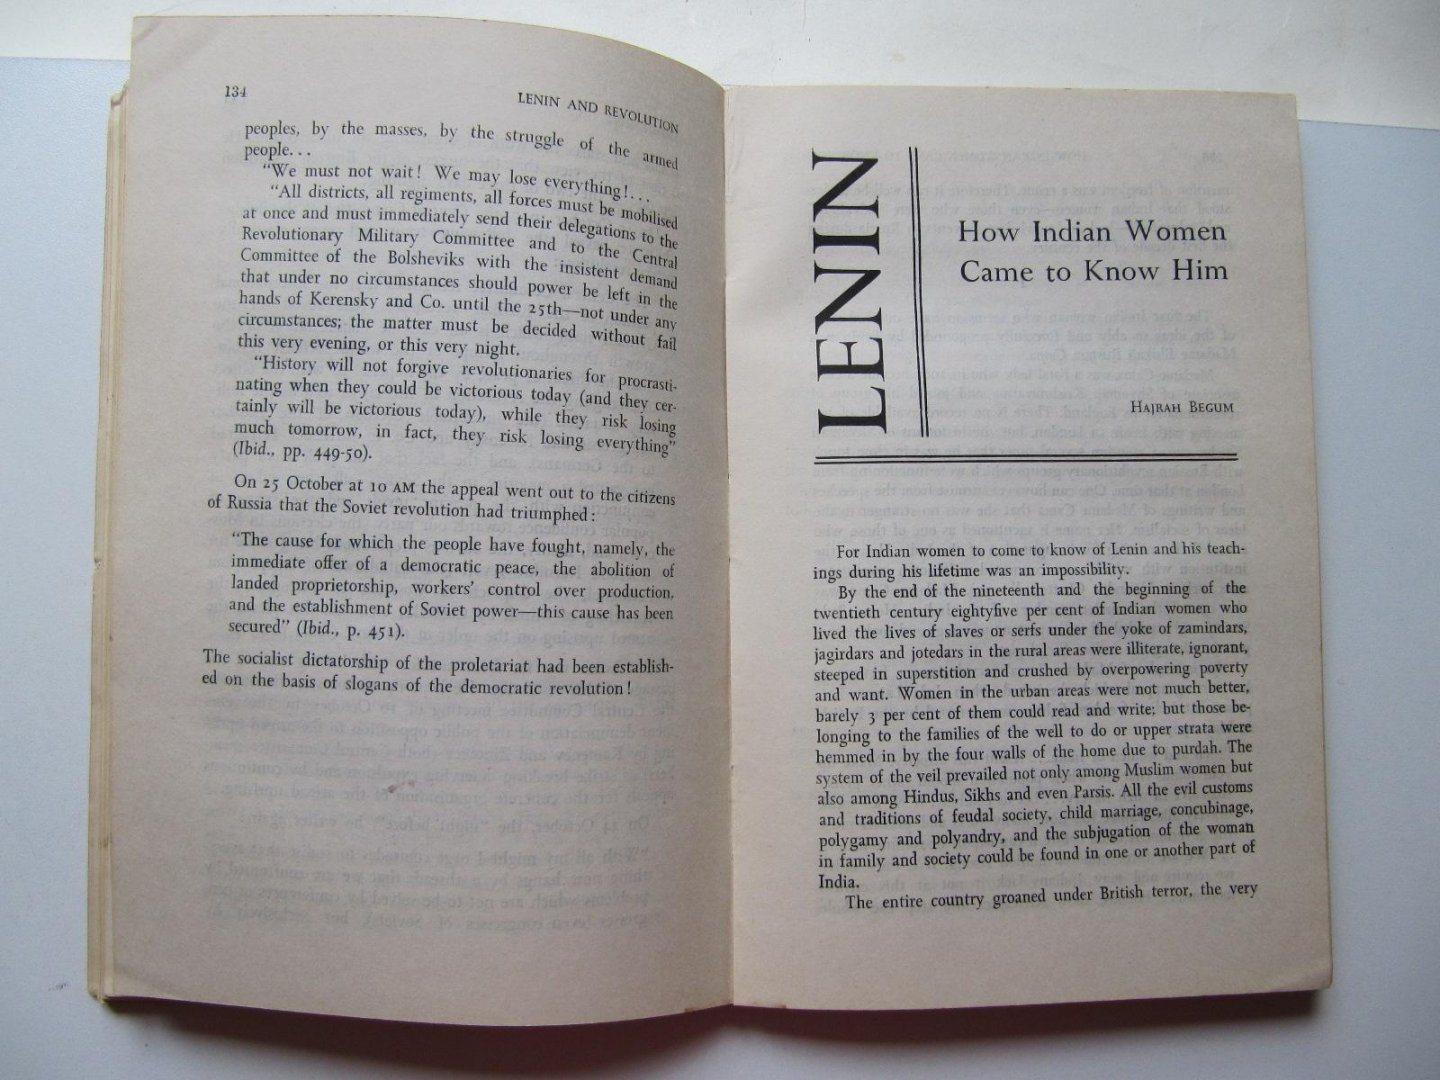 134
LENIN AND REVOLUTION
peoples, by the masses, by the struggle of the armed
people...
"We must not wait! We may lose everything!...
"All districts, all regiments, all forces must be mobilised
at once and must immediately send their delegations to the
Revolutionary Military Committee and to the Central
Committee of the Bolsheviks with the insistent demand
that under no circumstances should power be left in the
hands of Kerensky and Co. until the 25th—not under any
circumstances; the matter must be decided without fail
this very evening, or this very night.
"History will not forgive revolutionaries for procrasti-
nating when they could be victorious today (and they cer-
tainly will be victorious today), while they risk losing
much tomorrow, in fact, they risk losing everything"
(Ibid., pp. 449-50).
On 25 October at 10 AM the appeal went out to the citizens
of Russia that the Soviet revolution had triumphed:
"The cause for which the people have fought, namely, the
immediate offer of a democratic peace, the abolition of
landed proprietorship, workers' control over production,
and the establishment of Soviet power—this cause has been
secured" (Ibid., p. 451).
The socialist dictatorship of the proletariat had been establish-
ed on the basis of slogans of the democratic revolution!
LENIN
How Indian Women
Came to Know Him
HAJRAH BEGUM
For Indian women to come to know of Lenin and his teach-
ings during his lifetime was an impossibility.
By the end of the nineteenth and the beginning of the
twentieth century eightyfive per cent of Indian women who
lived the lives of slaves or serfs under the yoke of zamindars,
jagirdars and jotedars in the rural areas were illiterate, ignorant,
steeped in superstition and crushed by overpowering poverty
and want. Women in the urban areas were not much better,
barely 3 per cent of them could read and write; but those be-
longing to the families of the well to do or upper strata were
hemmed in by the four walls of the home due to purdah. The
system of the veil prevailed not only among Muslim women but
also among Hindus, Sikhs and even Parsis. All the evil customs
and traditions of feudal society, child marriage, concubinage,
polygamy and polyandry, and the subjugation of the woman
in family and society could be found in one or another part of
India.
The entire country groaned under British terror, the very